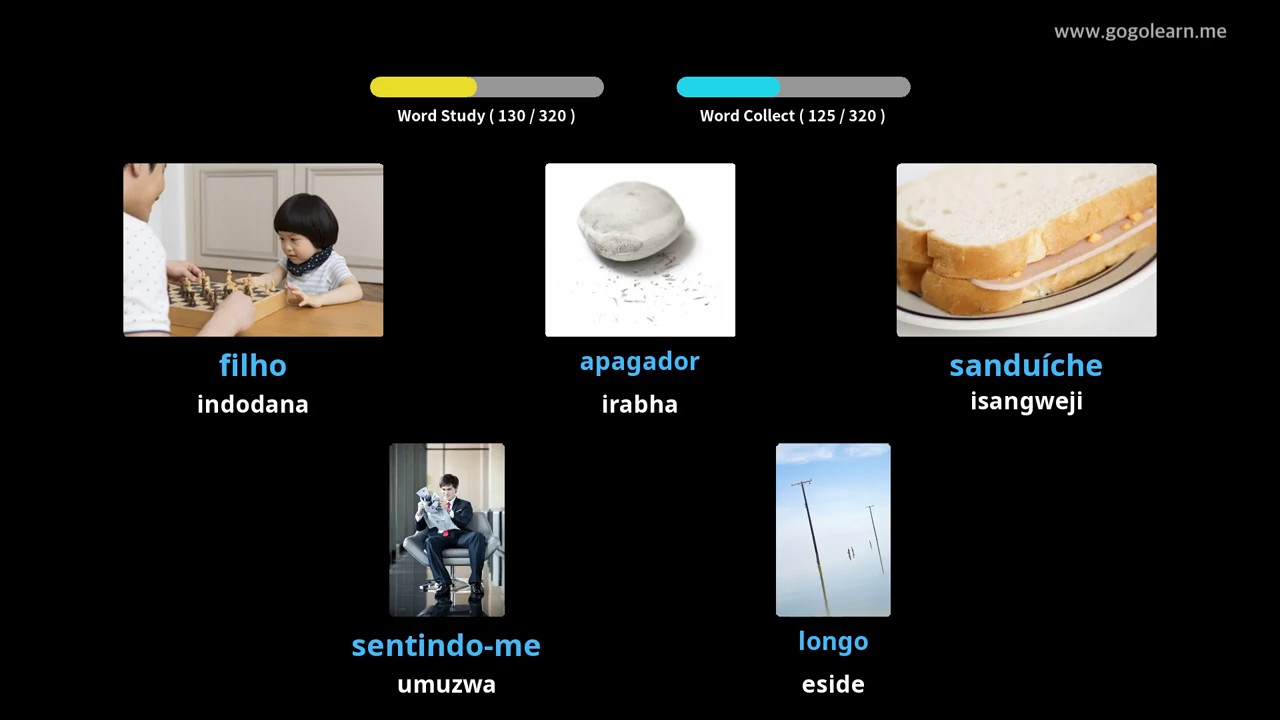 www.gogolearn.me
Word Study ( 130 / 320 )
Word Collect ( 125 / 320 )
filho
indodana
apagador
irabha
sanduíche
isangweji
sentindo-me
umuzwa
longo
eside